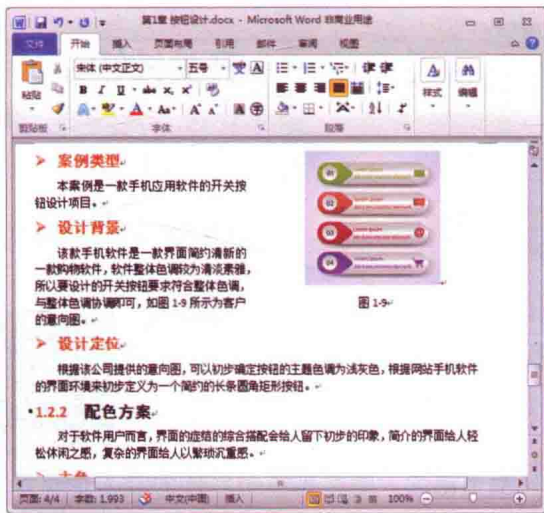 第1章 按钮设计.docx - Microsoft Word 非商业用途
文件 开始 插入 页面布局 引用 邮件 审阅 视图
宋体 (中文正文) 五号
粘贴
样式 编辑
剪贴板 字体 段落
案例类型
本案例是一款手机应用软件的开关按
钮设计项目。
设计背景
该款手机软件是一款界面简约清新的
一款购物软件，软件整体色调较为清淡素雅，
所以要设计的开关按钮要求符合整体色调，
与整体色调协调即可，如图 1-9 所示为客户
的意向图。
01
02
03
04
图 1-9
设计定位
根据该公司提供的意向图，可以初步确定按钮的主题色调为浅灰色，根据网站手机软件
的界面环境来初步定义为一个简约的长条圆角矩形按钮。
1.2.2 配色方案
对于软件用户而言，界面的症结的综合搭配会给人留下初步的印象，简介的界面给人轻
松休闲之感，复杂的界面给人以繁琐沉重感。
页面: 4/4 字数: 1,993 中文(中国) 插入 100%